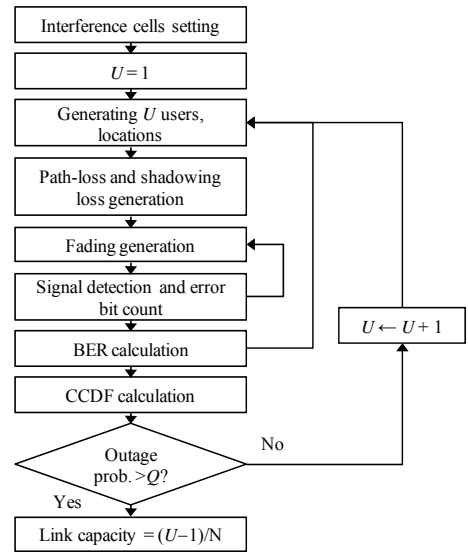 Interference cells setting
U = 1
Generating U users,
locations
Path-loss and shadowing
loss generation
Fading generation
Signal detection and error
bit count
U ← U + 1
BER calculation
CCDF calculation
No
Outage
prob. >Q?
Yes
Link capacity = (U−1)/N